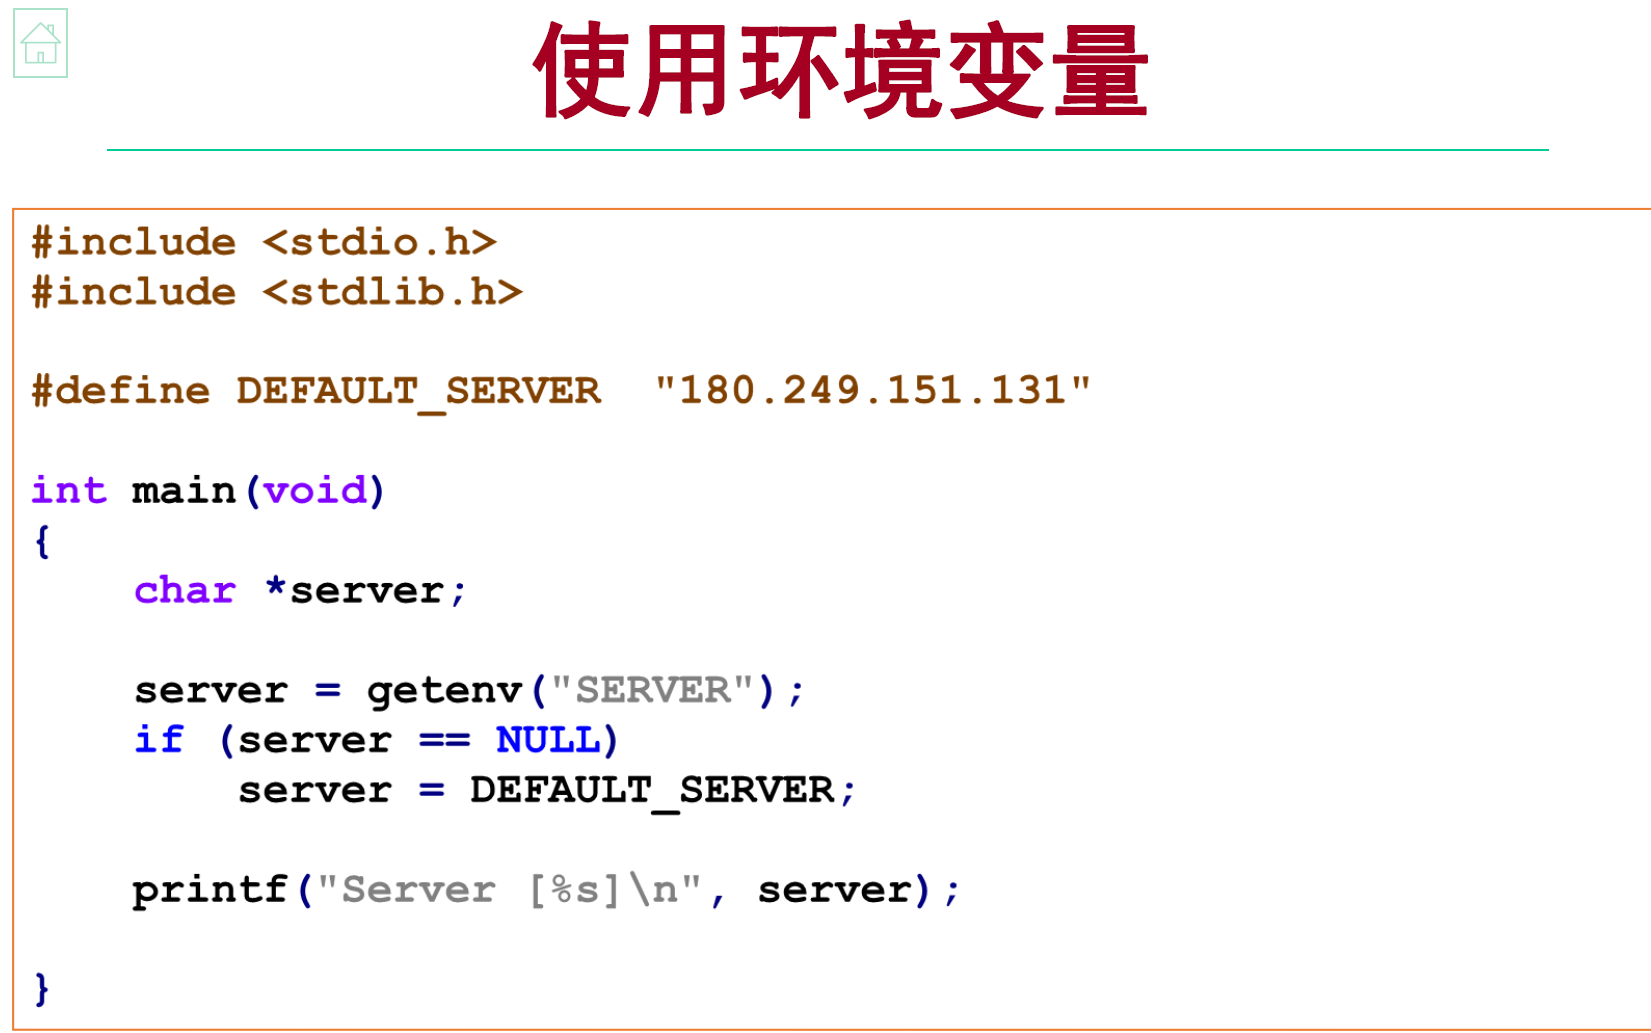 使用环境变量
#include <stdio.h>
#include <stdlib.h>
#define DEFAULT_SERVER  "180.249.151.131"
int main(void)
{
    char *server;
    server = getenv("SERVER");
    if (server == NULL)
        server = DEFAULT_SERVER;
    printf("Server [%s]\n", server);
}